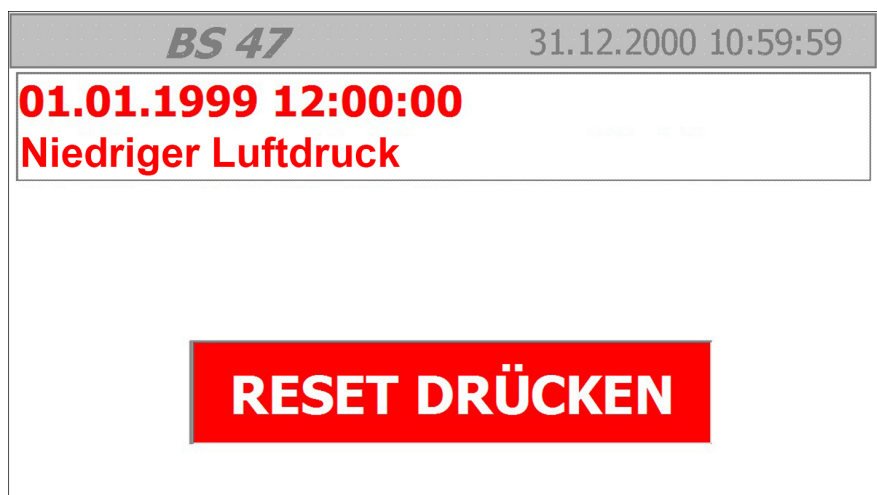 BS 47 31.12.2000 10:59:59
01.01.1999 12:00:00
Niedriger Luftdruck
RESET DRÜCKEN